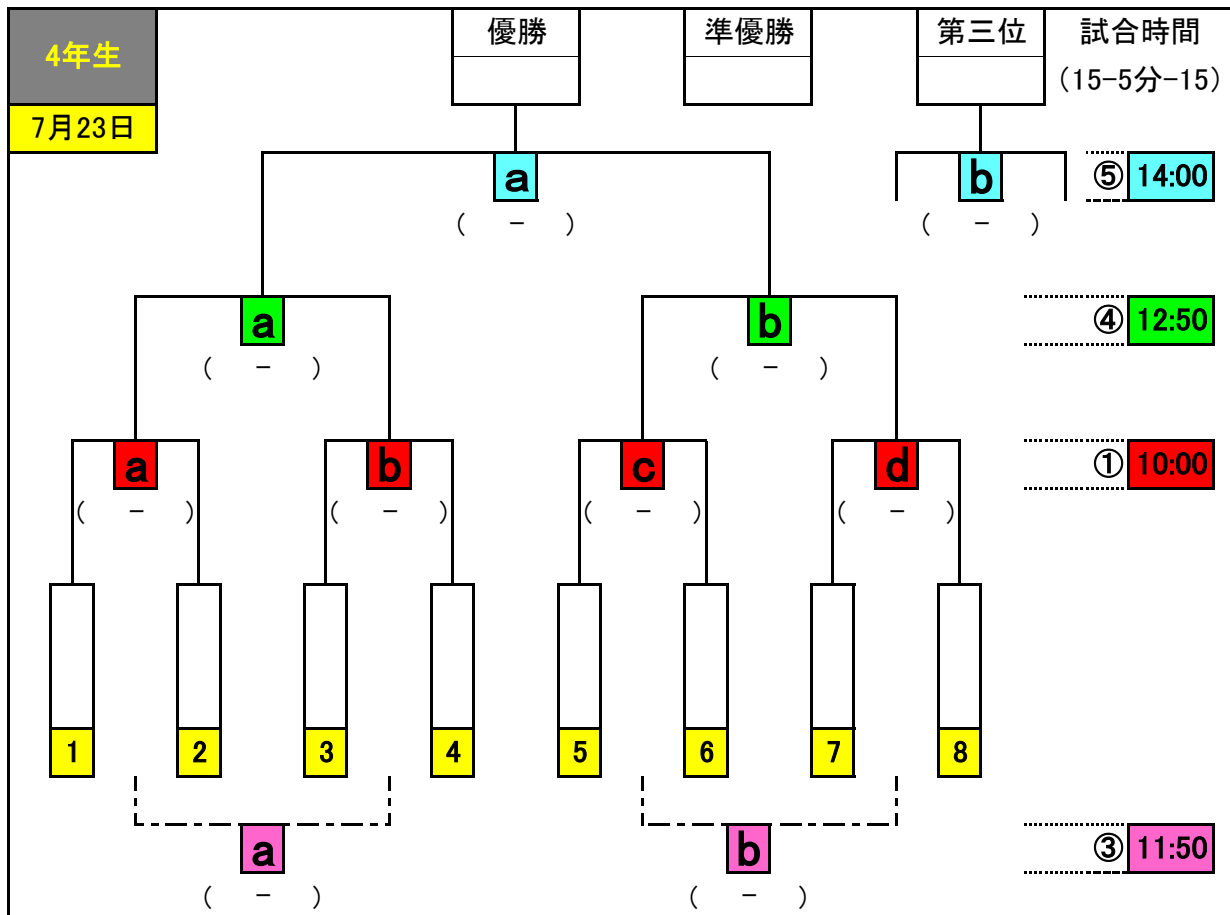 4年生
優勝
準優勝
第三位
試合時間
(15-5分-15)
7月23日
a
b
⑤ 14:00
( - )
( - )
a
b
④ 12:50
( - )
( - )
a
b
c
d
① 10:00
( - )
( - )
( - )
( - )
1
2
3
4
5
6
7
8
a
b
③ 11:50
( - )
( - )